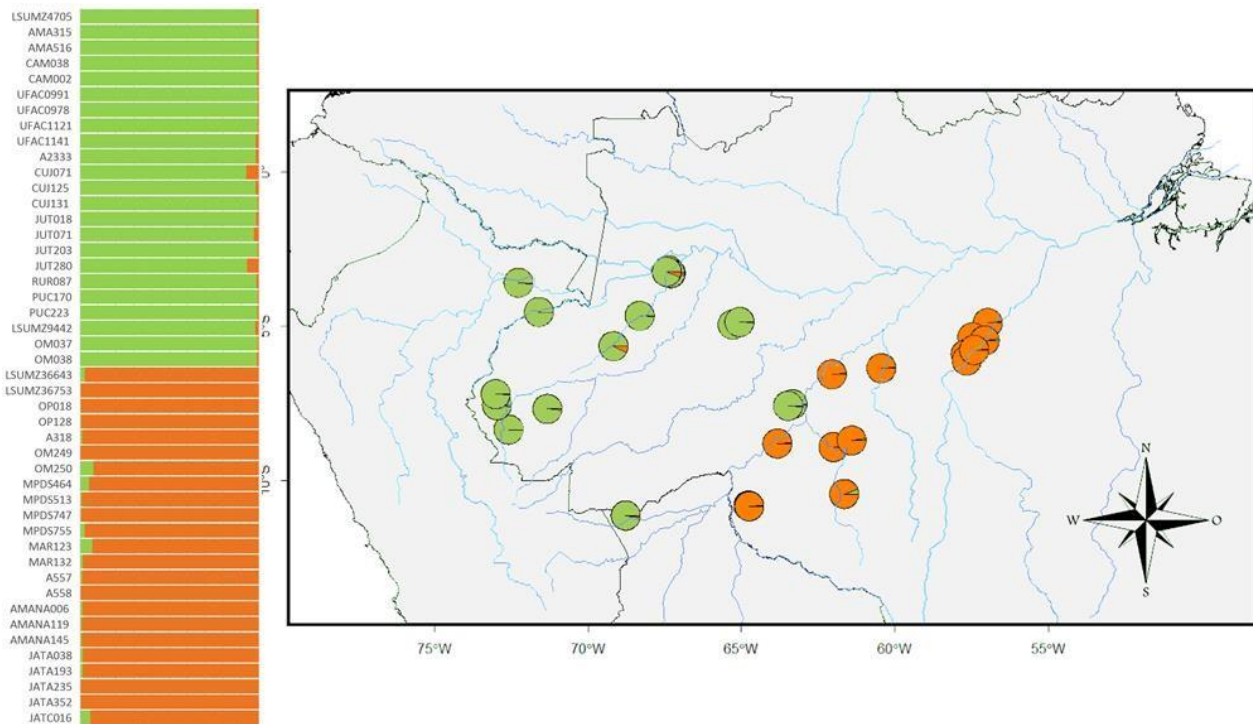 LSUMZ4705
AMA315
AMA516
CAM038
CAM002
UFAC0991
UFAC0978
UFAC1121
UFAC1141
A2333
CUJ071
CUJ125
CUJ131
JUT018
JUT071
JUT203
JUT280
RUR087
PUC170
PUC223
LSUMZ9442
OM037
OM038
LSUMZ36643
LSUMZ36753
OP018
OP128
A318
OM249
OM250
MPDS464
MPDS513
MPDS747
MPDS755
MAR123
MAR132
A557
A558
AMANA006
AMANA119
AMANA145
JATA038
JATA193
JATA235
JATA352
JATC016
N
W
O
S
75°W 70°W 65°W 60°W 55°W